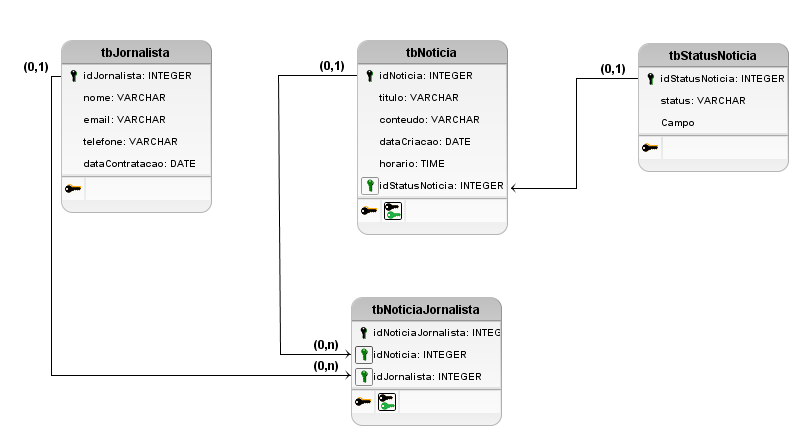 tbJornalista
(0,1)
idJornalista: INTEGER
nome: VARCHAR
email: VARCHAR
telefone: VARCHAR
dataContratacao: DATE
tbNoticia
(0,1)
idNoticia: INTEGER
titulo: VARCHAR
conteudo: VARCHAR
dataCriacao: DATE
horario: TIME
idStatusNoticia: INTEGER
tbStatusNoticia
(0,1)
idStatusNoticia: INTEGER
status: VARCHAR
Campo
tbNoticiaJornalista
idNoticiaJornalista: INTEG
(0,n)
idNoticia: INTEGER
(0,n)
idJornalista: INTEGER